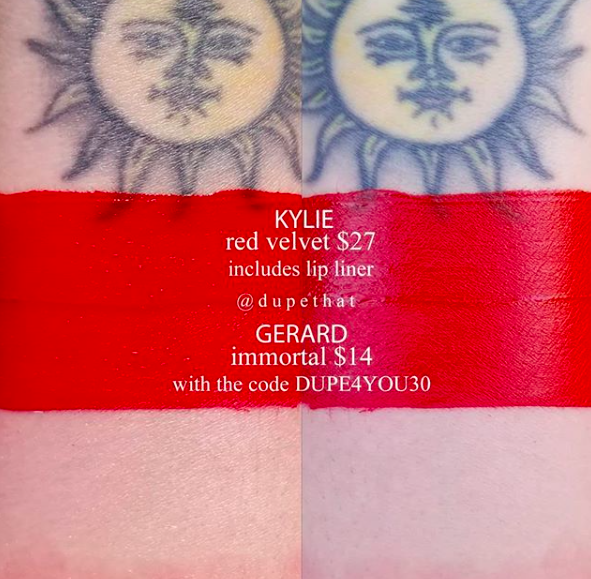 KYLIE
red velvet $27
includes lip liner
@dupethat
GERARD
immortal $14
with the code DUPE4YOU30